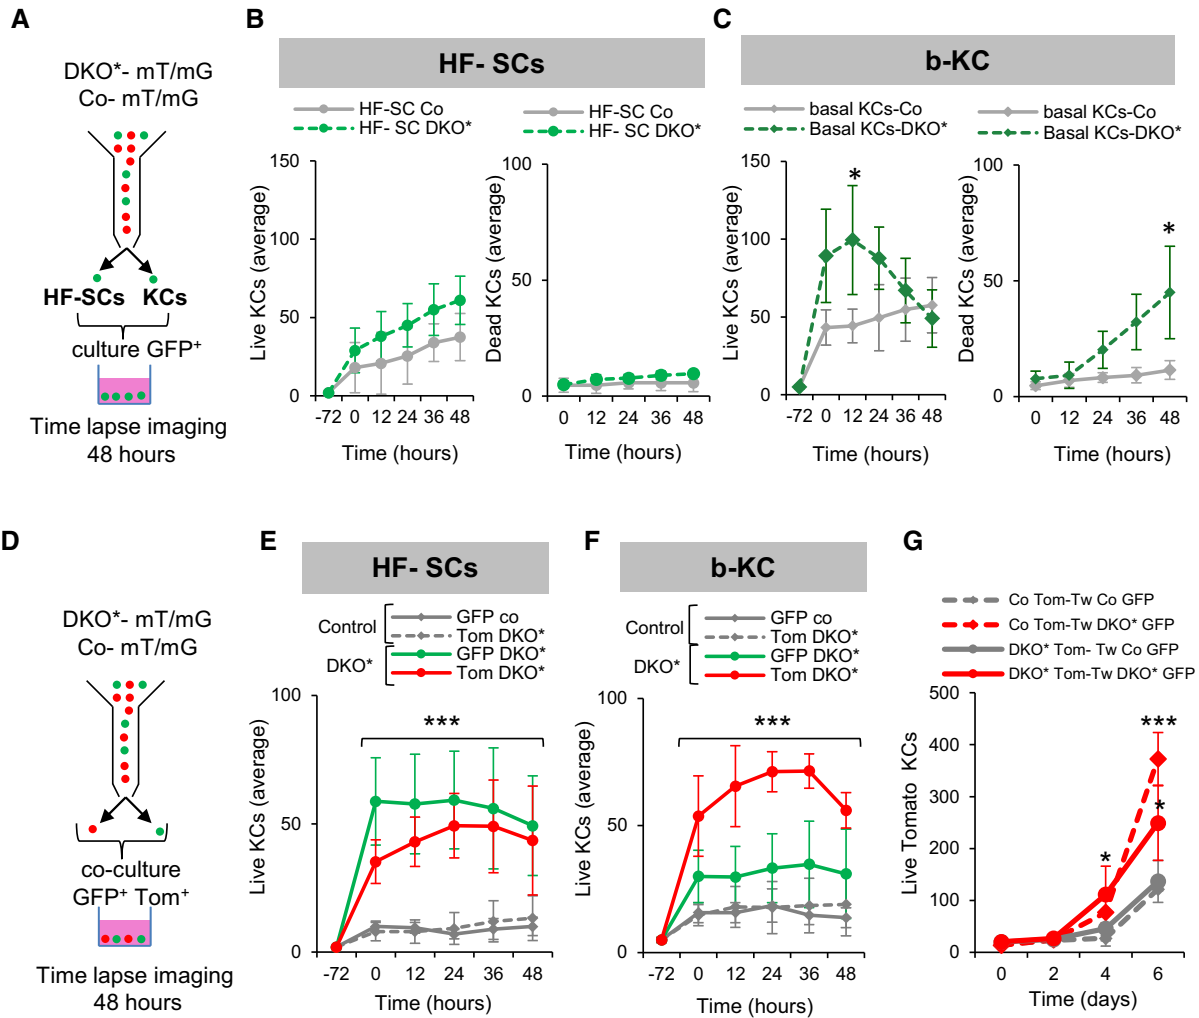 A
DKO*- mT/mG
Co- mT/mG
HF-SCs KCs
culture GFP+
Time lapse imaging
48 hours
B
HF- SCs
HF-SC Co
HF- SC DKO*
HF-SC Co
HF- SC DKO*
Live KCs (average)
150
100
50
0
-72 0 12 24 36 48
Time (hours)
Dead KCs (average)
100
50
0
0 12 24 36 48
Time (hours)
C
b-KC
basal KCs-Co
Basal KCs-DKO*
basal KCs-Co
Basal KCs-DKO*
Live KCs (average)
150
100
50
0
*
-72 0 12 24 36 48
Time (hours)
Dead KCs (average)
100
50
0
*
0 12 24 36 48
Time (hours)
D
DKO*- mT/mG
Co- mT/mG
co-culture
GFP+ Tom+
Time lapse imaging
48 hours
E
HF- SCs
Control
GFP co
Tom DKO*
DKO*
GFP DKO*
Tom DKO*
Live KCs (average)
100
50
0
***
-72 0 12 24 36 48
Time (hours)
F
b-KC
Control
GFP co
Tom DKO*
DKO*
GFP DKO*
Tom DKO*
Live KCs (average)
100
50
0
***
-72 0 12 24 36 48
Time (hours)
G
Co Tom-Tw Co GFP
Co Tom-Tw DKO* GFP
DKO* Tom- Tw Co GFP
DKO* Tom-Tw DKO* GFP
Live Tomato KCs
500
400
300
200
100
0
*
***
*
0 2 4 6
Time (days)